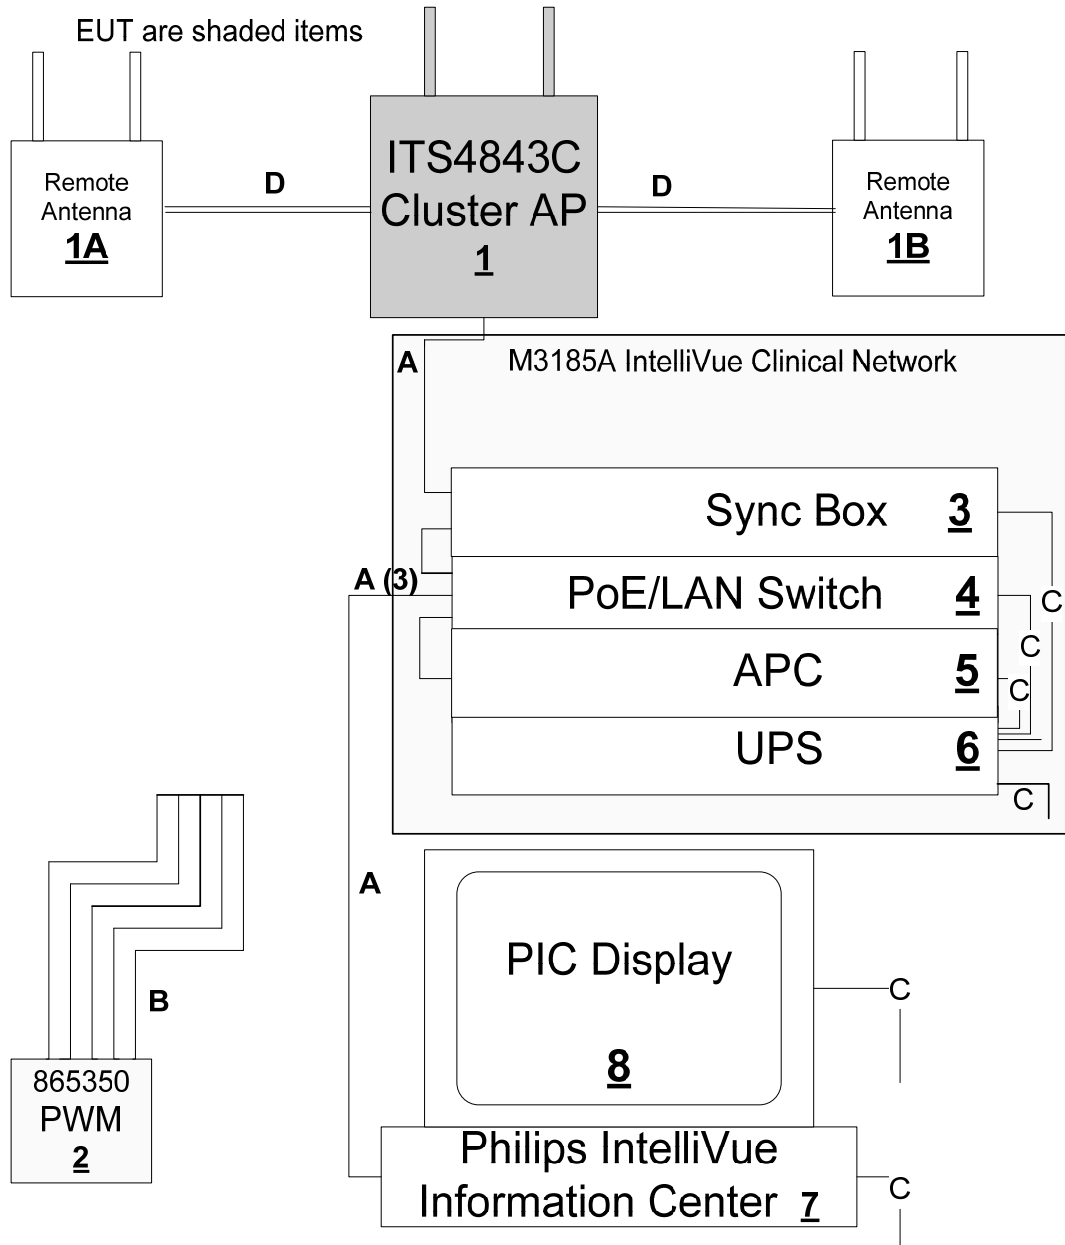 EUT are shaded items
ITS4843C
Cluster AP
1
Remote
Antenna
1A
D
D
Remote
Antenna
1B
A
M3185A IntelliVue Clinical Network
Sync Box 3
A (3)
PoE/LAN Switch 4
C
C
APC 5
C
UPS 6
C
A
PIC Display
8
C
B
865350
PWM
2
Philips IntelliVue
Information Center 7
C